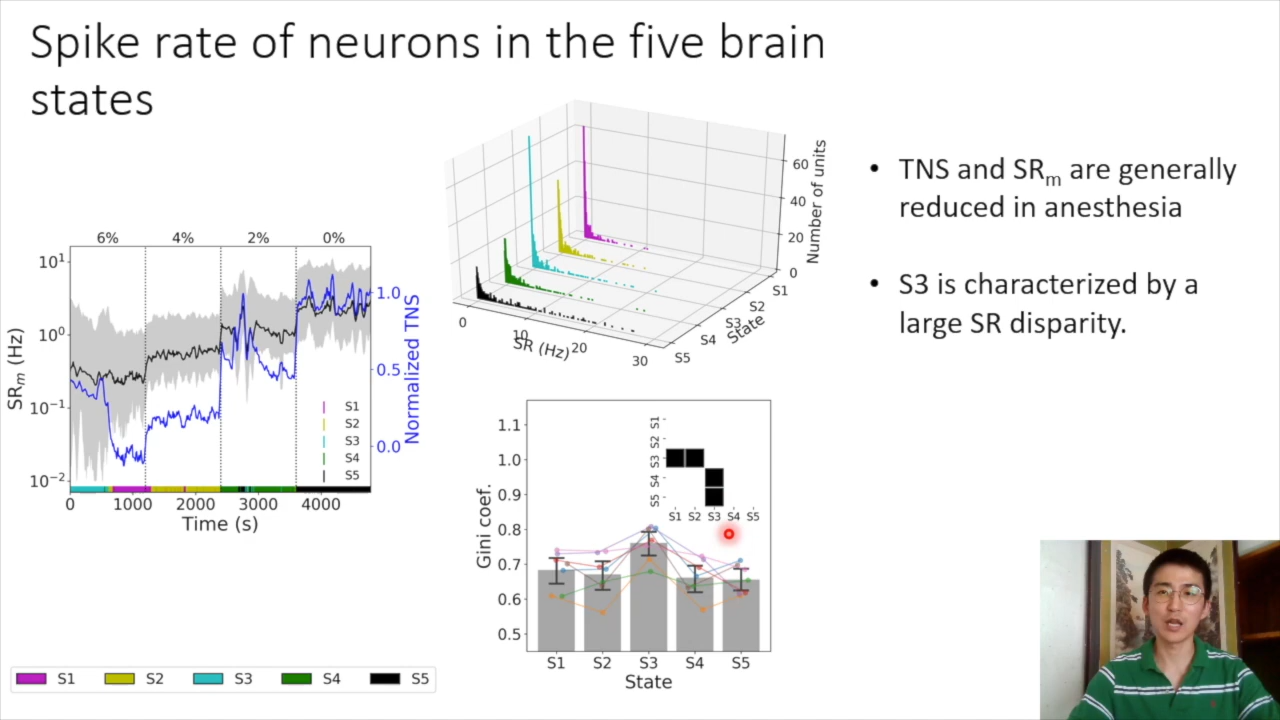 Spike rate of neurons in the five brain
states
6% 4% 2% 0%
10¹
10⁰
10⁻¹
10⁻²
SRₘ (Hz)
1.0
0.5
0.0
Normalized TNS
S1
S2
S3
S4
S5
0 1000 2000 3000 4000
Time (s)
60
40
20
0
Number of units
S1
S2
S3
S4
S5
State
0 10 20 30
SR (Hz)
1.1
1.0
0.9
0.8
0.7
0.6
0.5
Gini coef.
S1
S2
S3
S4
S5
S1 S2 S3 S4 S5
S1 S2 S3 S4 S5
State
• TNS and SRₘ are generally
reduced in anesthesia
• S3 is characterized by a
large SR disparity.
S1 S2 S3 S4 S5